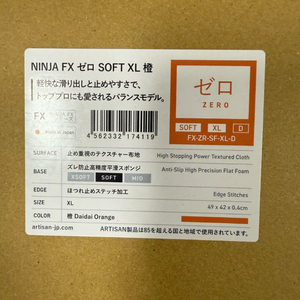 NINJA FX ゼロ SOFT XL 橙
軽快な滑り出しと止めやすさで、
トッププロにも愛されるバランスモデル。
ゼロ
ZERO
SOFT XL D
FX-ZR-SF-XL-D
FX
4 562332 174119
SURFACE 止め重視のテクスチャー布地 High Stopping Power Textured Cloth
BASE ズレ防止高精度平滑スポンジ Anti-Slip High Precision Flat Foam
XSOFT SOFT MID
EDGE ほつれ止めステッチ加工 Edge Stitches
SIZE XL 49 x 42 x 0.4cm
COLOR 橙 Daidai Orange
artisan-jp.com ARTISAN製品は85を超える国と地域で使用されています。